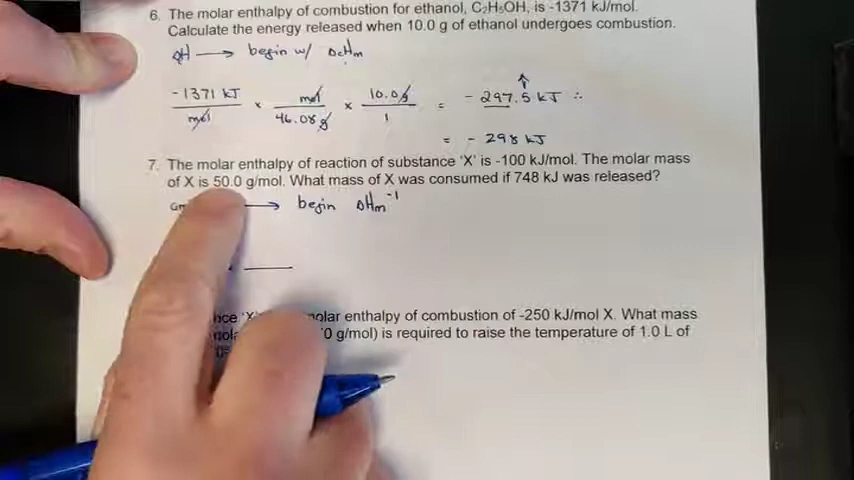 6. The molar enthalpy of combustion for ethanol, C₂H₅OH, is -1371 kJ/mol.
Calculate the energy released when 10.0 g of ethanol undergoes combustion.
ΔH → begin w/ ΔcHm
-1371 kJ / mol × mol / 46.08g × 10.0g / 1 = - 297.5 kJ ∴
= - 298 kJ
7. The molar enthalpy of reaction of substance 'X' is -100 kJ/mol. The molar mass
of X is 50.0 g/mol. What mass of X was consumed if 748 kJ was released?
→ begin ΔHm⁻¹
'X' molar enthalpy of combustion of -250 kJ/mol X. What mass
0 g/mol) is required to raise the temperature of 1.0 L of